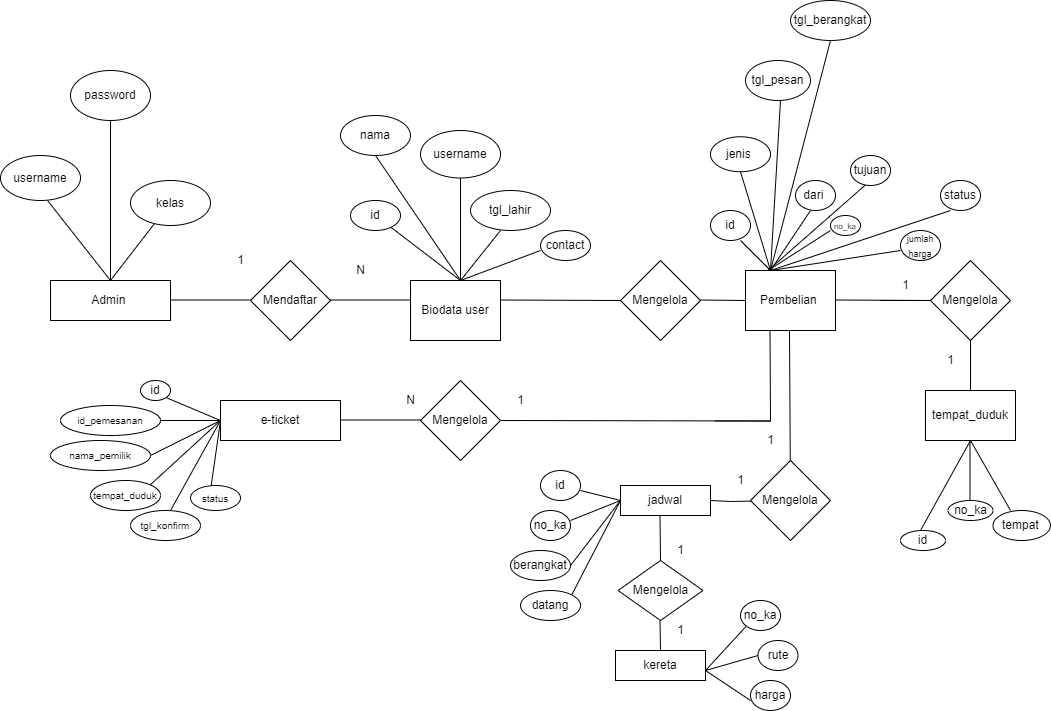 tgl_berangkat
tgl_pesan
password
nama
username
jenis
username
kelas
id
tgl_lahir
contact
id
dari
tujuan
no_ka
status
jumlah
harga
1
N
1
Admin
Mendaftar
Biodata user
Mengelola
Pembelian
Mengelola
1
id
id_pemesanan
nama_pemilik
tempat_duduk
tgl_konfirm
status
e-ticket
N
Mengelola
1
tempat_duduk
id
no_ka
tempat
1
1
id
no_ka
berangkat
datang
jadwal
Mengelola
1
Mengelola
1
kereta
no_ka
rute
harga